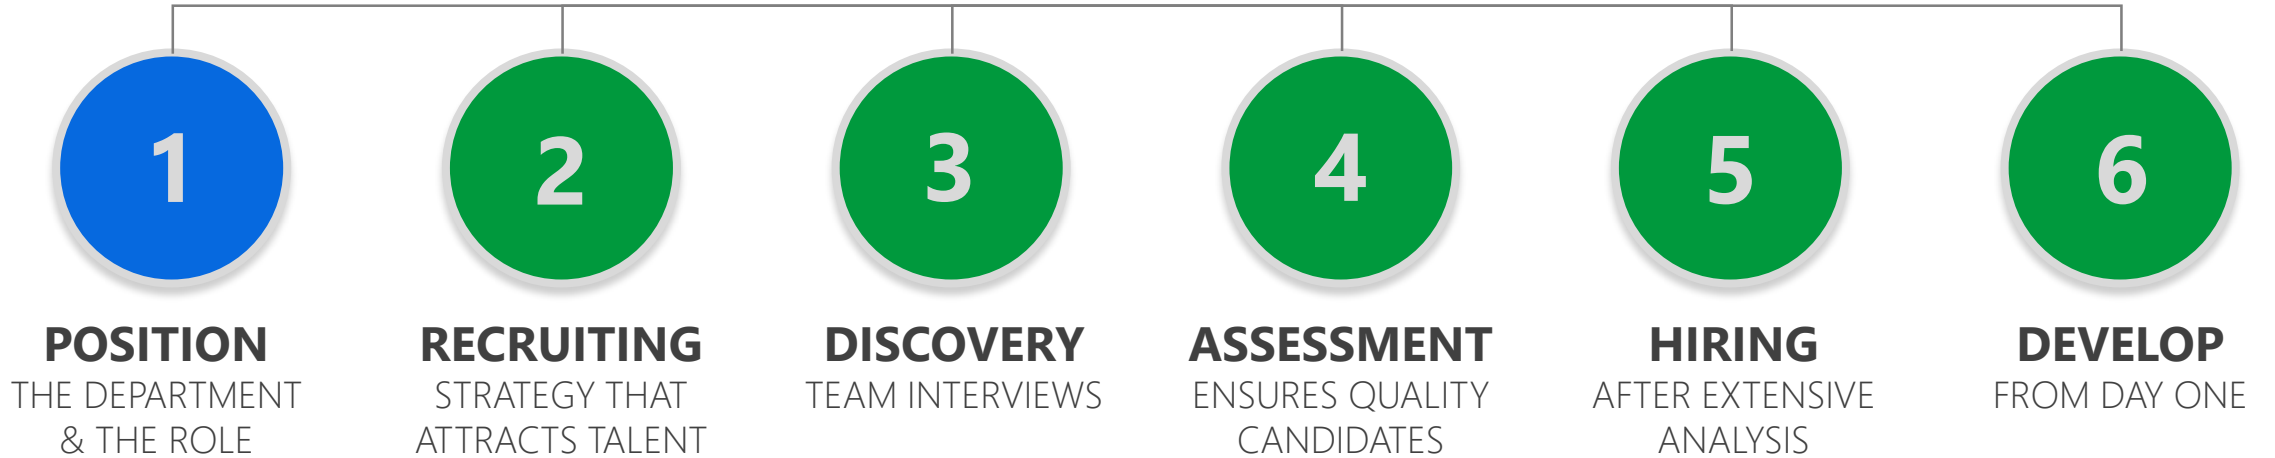 1
2
3
4
5
6
POSITION
THE DEPARTMENT
& THE ROLE
RECRUITING
STRATEGY THAT
ATTRACTS TALENT
DISCOVERY
TEAM INTERVIEWS
ASSESSMENT
ENSURES QUALITY
CANDIDATES
HIRING
AFTER EXTENSIVE
ANALYSIS
DEVELOP
FROM DAY ONE